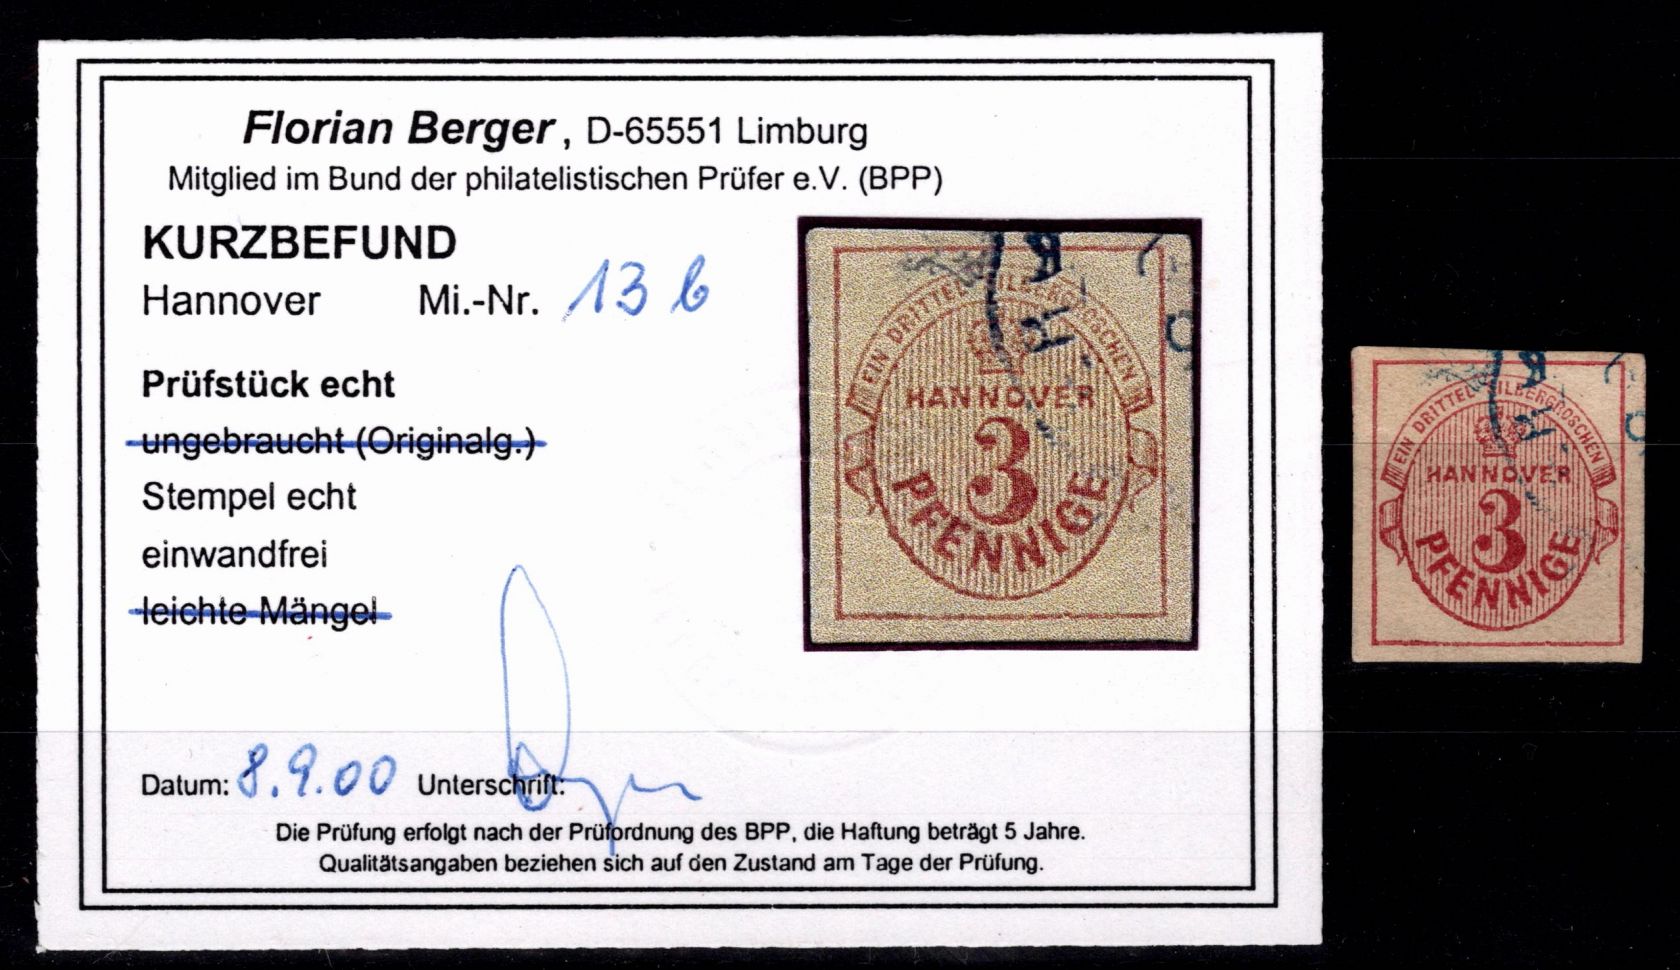 Florian Berger, D-65551 Limburg
Mitglied im Bund der philatelistischen Prüfer e.V. (BPP)
KURZBEFUND
Hannover Mi.-Nr. 13 b
Prüfstück echt
ungebraucht (Originalg.)
Stempel echt
einwandfrei
leichte Mängel
Datum: 8.9.00 Unterschrift:
Die Prüfung erfolgt nach der Prüfordnung des BPP, die Haftung beträgt 5 Jahre.
Qualitätsangaben beziehen sich auf den Zustand am Tage der Prüfung.
EIN DRITTEL SILBERGROSCHEN
HANNOVER
3
PFENNIGE
EIN DRITTEL SILBERGROSCHEN
HANNOVER
3
PFENNIGE